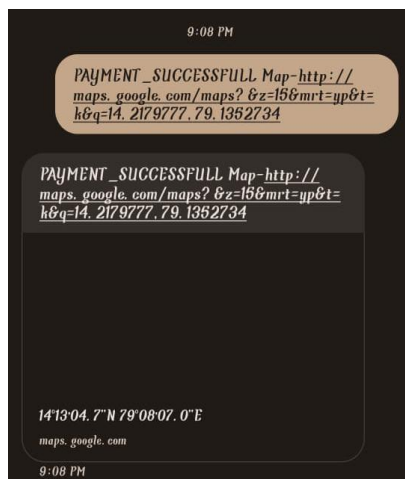 9:08 PM
PAYMENT_SUCCESSFULL Map-http://
maps. google. com/maps? &z=15&mrt=yp&t=
k&q=14. 2179777,79. 1352734
PAYMENT_SUCCESSFULL Map-http://
maps. google. com/maps? &z=15&mrt=yp&t=
k&q=14. 2179777,79. 1352734
14°13'04. 7"N 79°08'07. 0"E
maps. google. com
9:08 PM